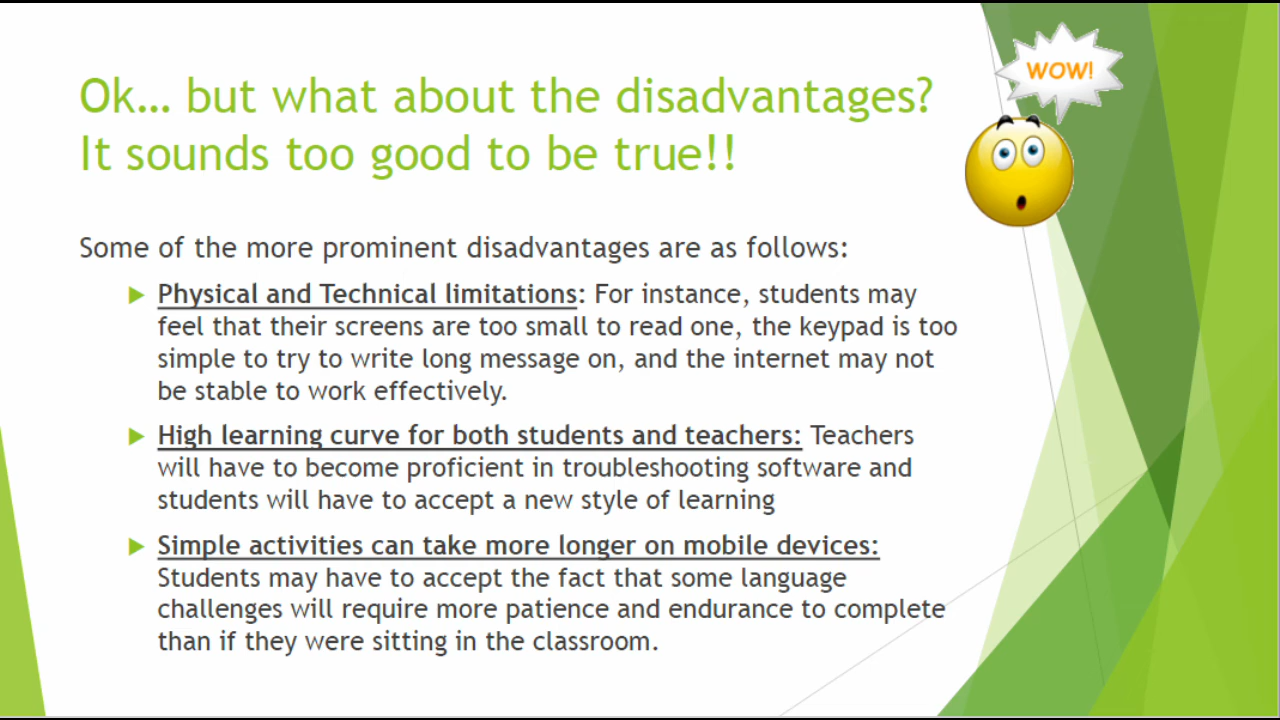 WOW!
Ok… but what about the disadvantages?
It sounds too good to be true!!
Some of the more prominent disadvantages are as follows:
Physical and Technical limitations: For instance, students may
feel that their screens are too small to read one, the keypad is too
simple to try to write long message on, and the internet may not
be stable to work effectively.
High learning curve for both students and teachers: Teachers
will have to become proficient in troubleshooting software and
students will have to accept a new style of learning
Simple activities can take more longer on mobile devices:
Students may have to accept the fact that some language
challenges will require more patience and endurance to complete
than if they were sitting in the classroom.